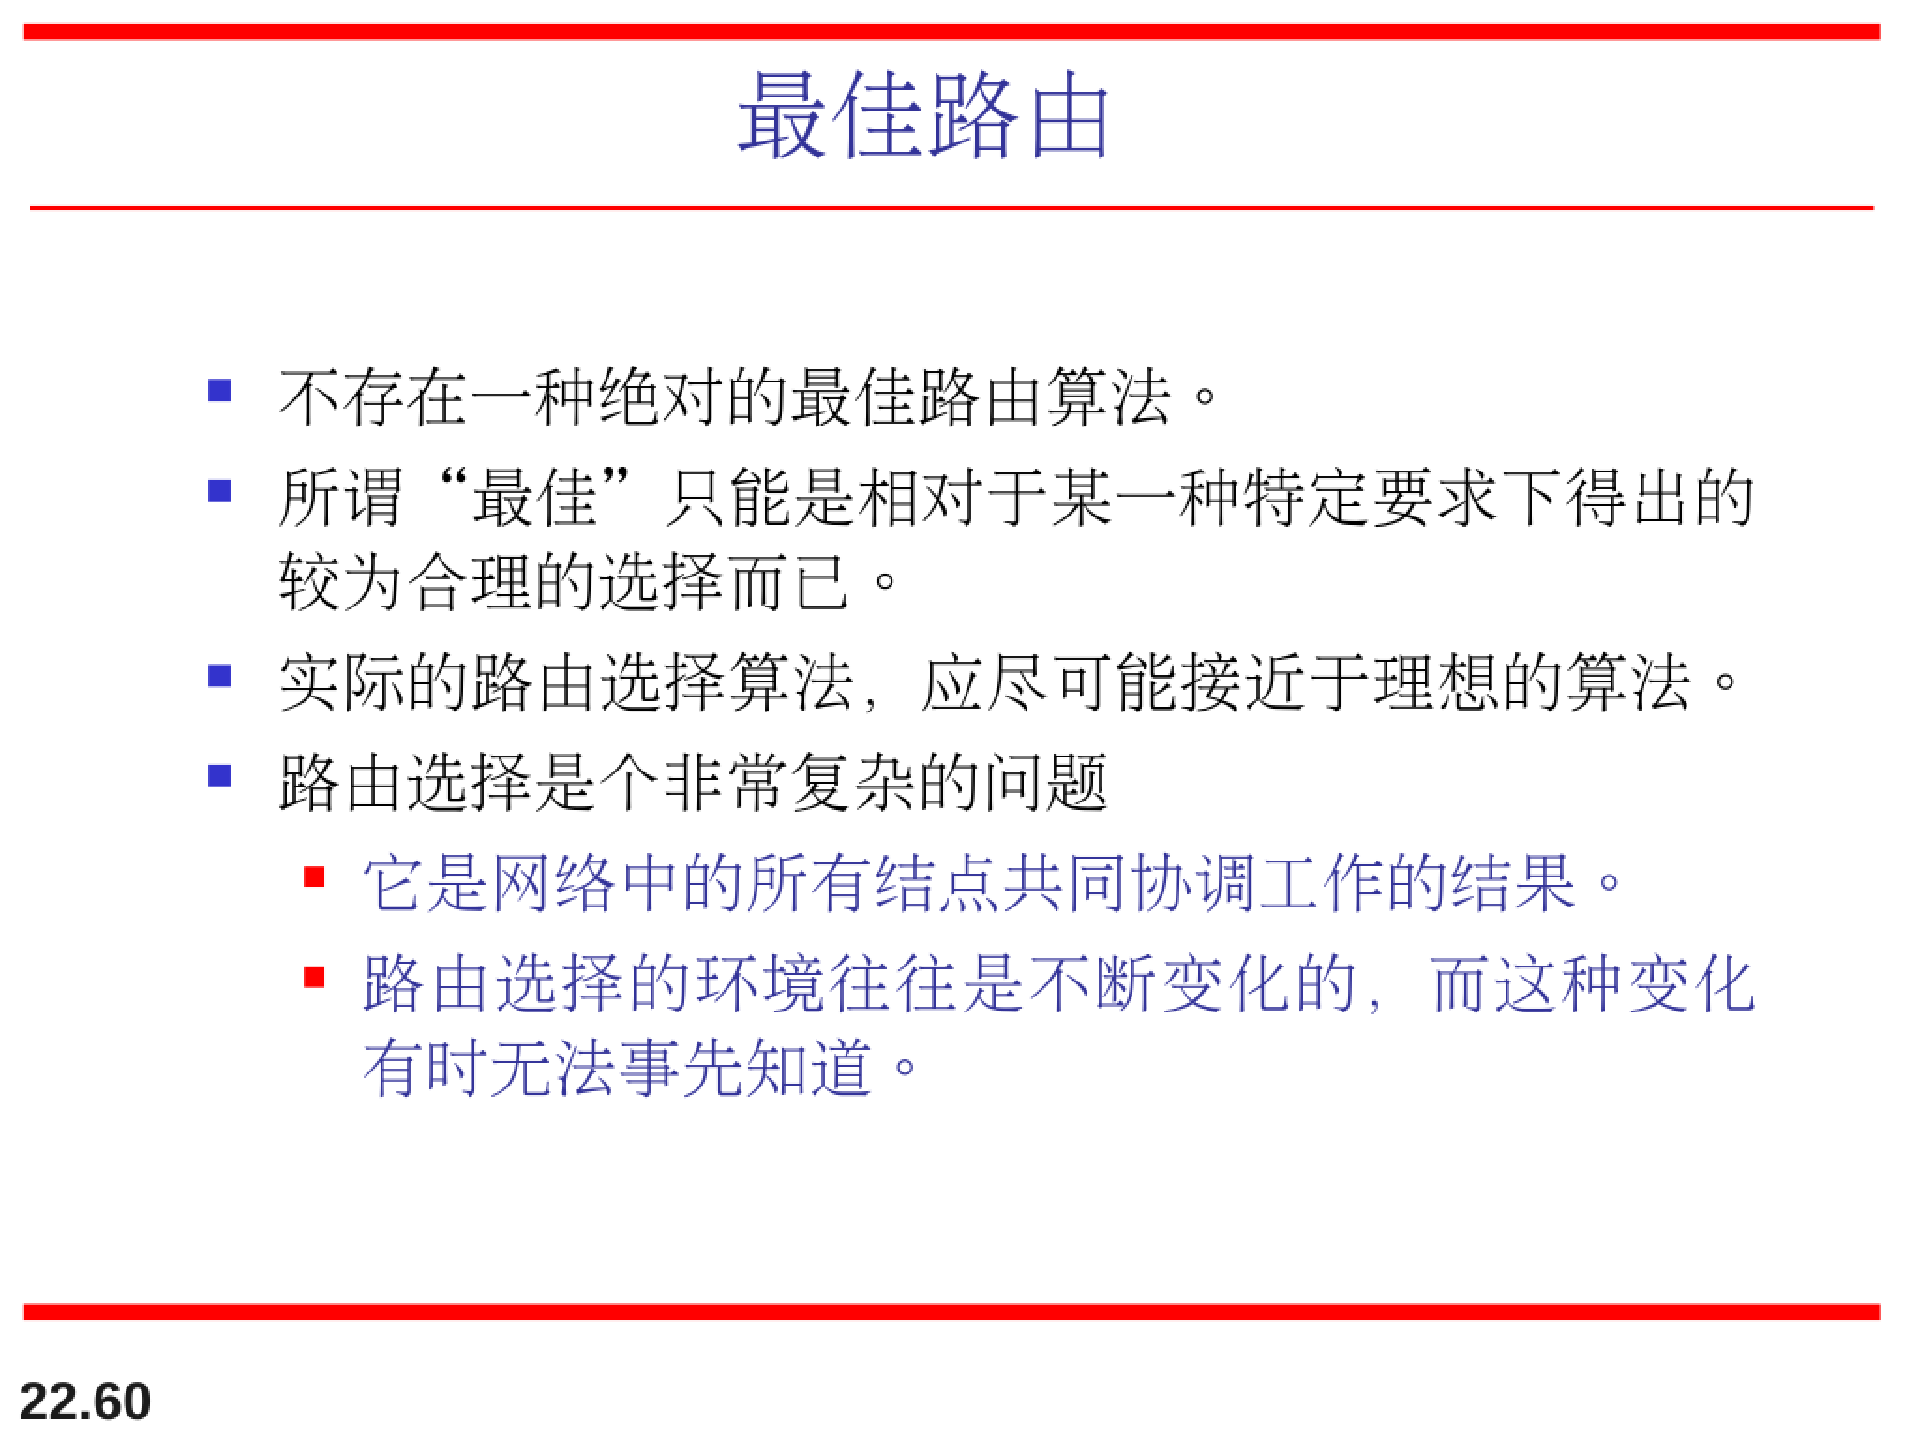 最佳路由
不存在一种绝对的最佳路由算法。
所谓“最佳”只能是相对于某一种特定要求下得出的
较为合理的选择而已。
实际的路由选择算法，应尽可能接近于理想的算法。
路由选择是个非常复杂的问题
它是网络中的所有结点共同协调工作的结果。
路由选择的环境往往是不断变化的，而这种变化
有时无法事先知道。
22.60